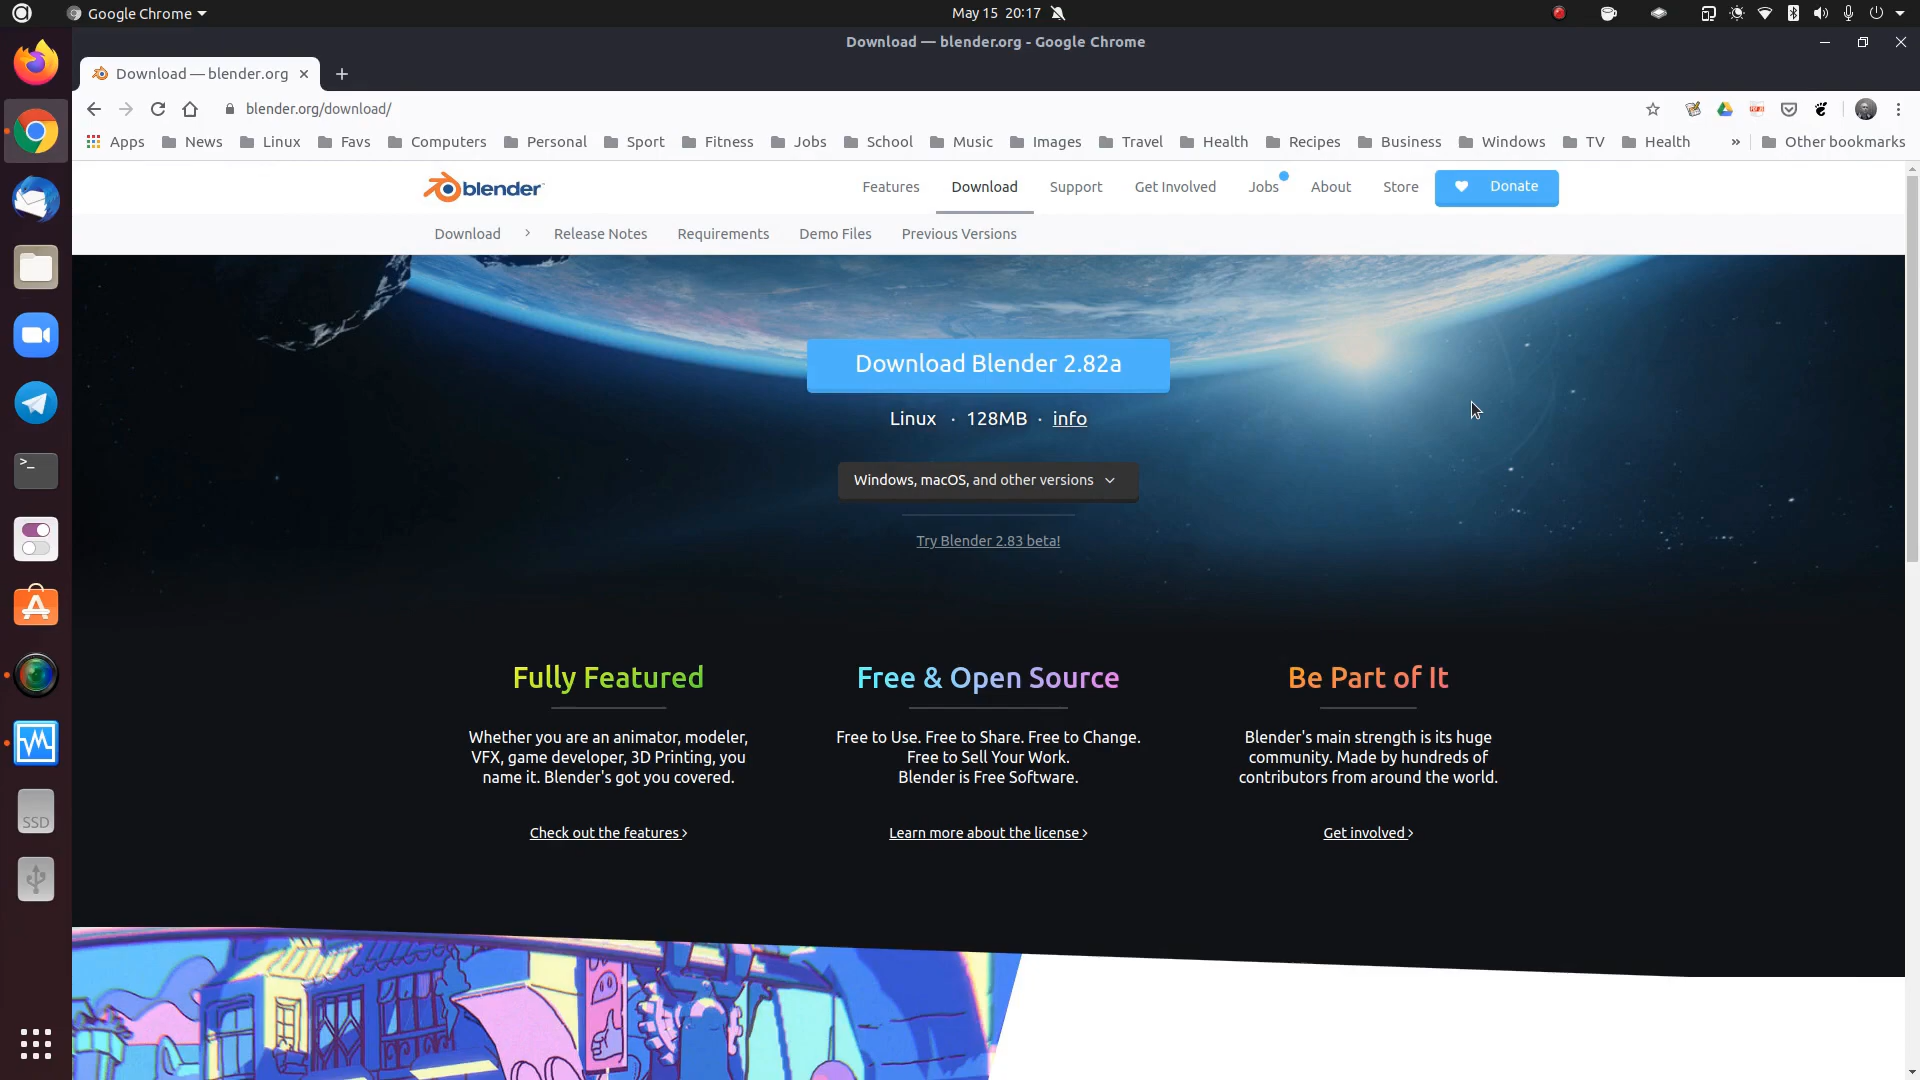 Google Chrome
May 15 20:17
Download — blender.org - Google Chrome
Download — blender.org
blender.org/download/
Apps News Linux Favs Computers Personal Sport Fitness Jobs School Music Images Travel Health Recipes Business Windows TV Health » Other bookmarks
blender
Features Download Support Get Involved Jobs About Store Donate
Download Release Notes Requirements Demo Files Previous Versions
Download Blender 2.82a
Linux · 128MB · info
Windows, macOS, and other versions
Try Blender 2.83 beta!
Fully Featured
Whether you are an animator, modeler,
VFX, game developer, 3D Printing, you
name it. Blender's got you covered.
Check out the features
Free & Open Source
Free to Use. Free to Share. Free to Change.
Free to Sell Your Work.
Blender is Free Software.
Learn more about the license
Be Part of It
Blender's main strength is its huge
community. Made by hundreds of
contributors from around the world.
Get involved
SSD